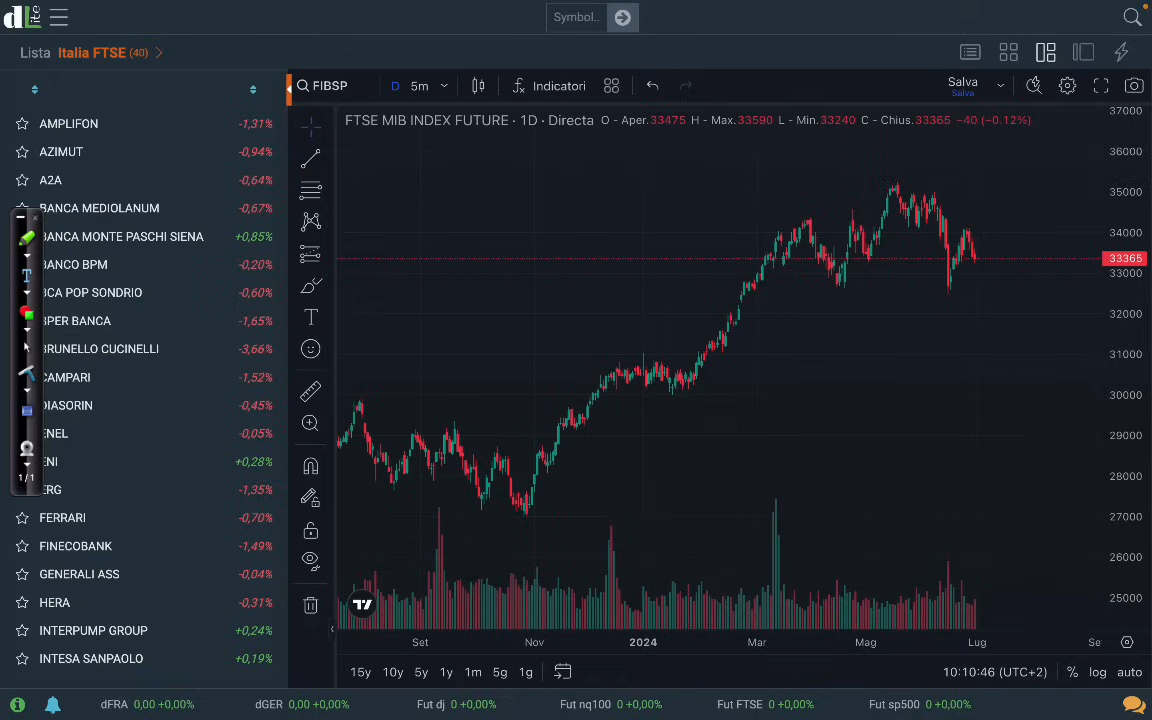 dLite
Symbol..
Lista Italia FTSE (40)
FIBSP
D 5m
Indicatori
Salva
Salva
FTSE MIB INDEX FUTURE · 1D · Directa O - Aper.33475 H - Max.33590 L - Min.33240 C - Chius.33365 −40 (−0.12%)
AMPLIFON -1,31%
AZIMUT -0,94%
A2A -0,64%
BANCA MEDIOLANUM -0,67%
BANCA MONTE PASCHI SIENA +0,85%
BANCO BPM -0,20%
BCA POP SONDRIO -0,60%
BPER BANCA -1,65%
BRUNELLO CUCINELLI -3,66%
CAMPARI -1,52%
DIASORIN -0,45%
ENEL -0,05%
ENI +0,28%
ERG -1,35%
FERRARI -0,70%
FINECOBANK -1,49%
GENERALI ASS -0,04%
HERA -0,31%
INTERPUMP GROUP +0,24%
INTESA SANPAOLO +0,19%
T
1/1
37000
36000
35000
34000
33365
33000
32000
31000
30000
29000
28000
27000
26000
25000
Set Nov 2024 Mar Mag Lug Se
15y 10y 5y 1y 1m 5g 1g
10:10:46 (UTC+2) % log auto
dFRA 0,00 +0,00% dGER 0,00 +0,00% Fut dj 0 +0,00% Fut nq100 0 +0,00% Fut FTSE 0 +0,00% Fut sp500 0 +0,00%